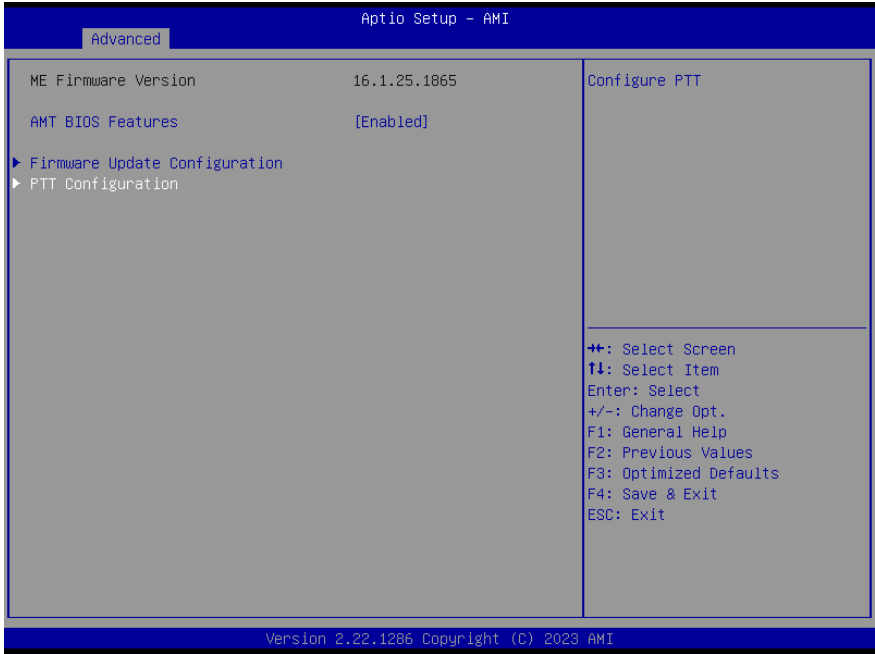 Aptio Setup – AMI
Advanced
ME Firmware Version 16.1.25.1865
AMT BIOS Features [Enabled]
Firmware Update Configuration
PTT Configuration
Configure PTT
→←: Select Screen
↑↓: Select Item
Enter: Select
+/-: Change Opt.
F1: General Help
F2: Previous Values
F3: Optimized Defaults
F4: Save & Exit
ESC: Exit
Version 2.22.1286 Copyright (C) 2023 AMI